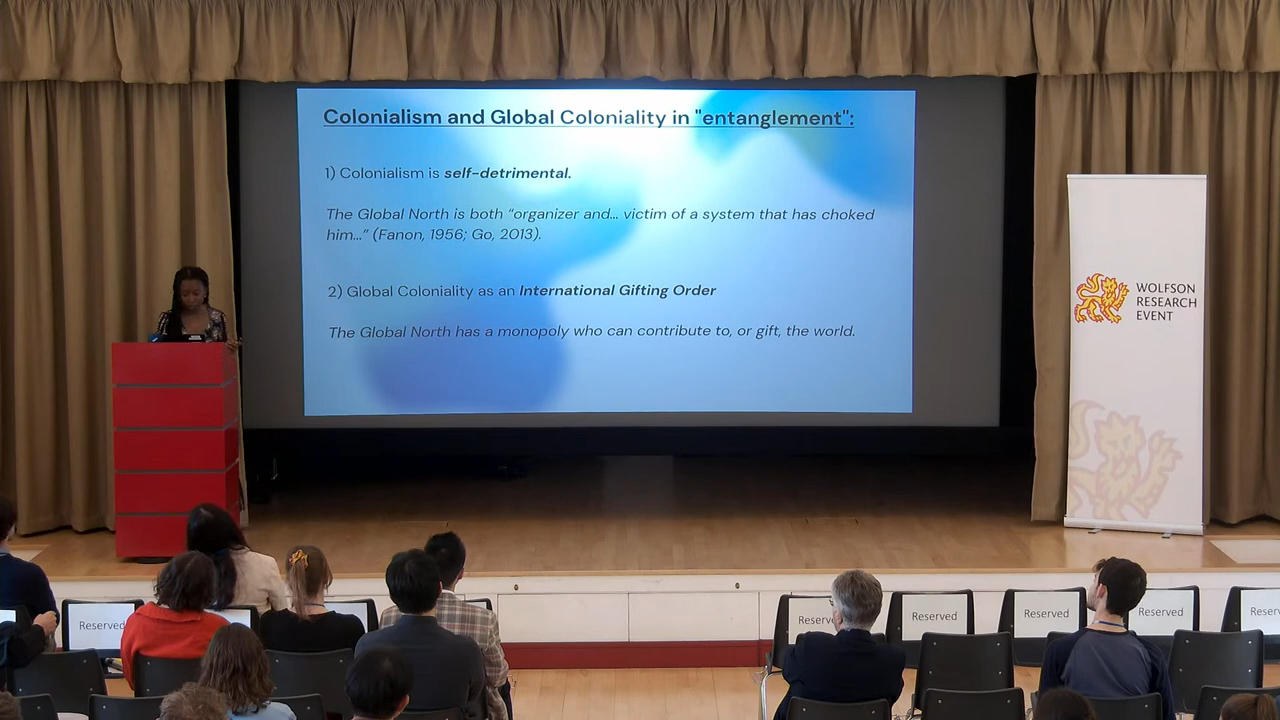 Colonialism and Global Coloniality in "entanglement":
1) Colonialism is self-detrimental.
The Global North is both “organizer and... victim of a system that has choked
him...” (Fanon, 1956; Go, 2013).
2) Global Coloniality as an International Gifting Order
The Global North has a monopoly who can contribute to, or gift, the world.
WOLFSON
RESEARCH
EVENT
Reserved
Reserved
Reserved
Reserved